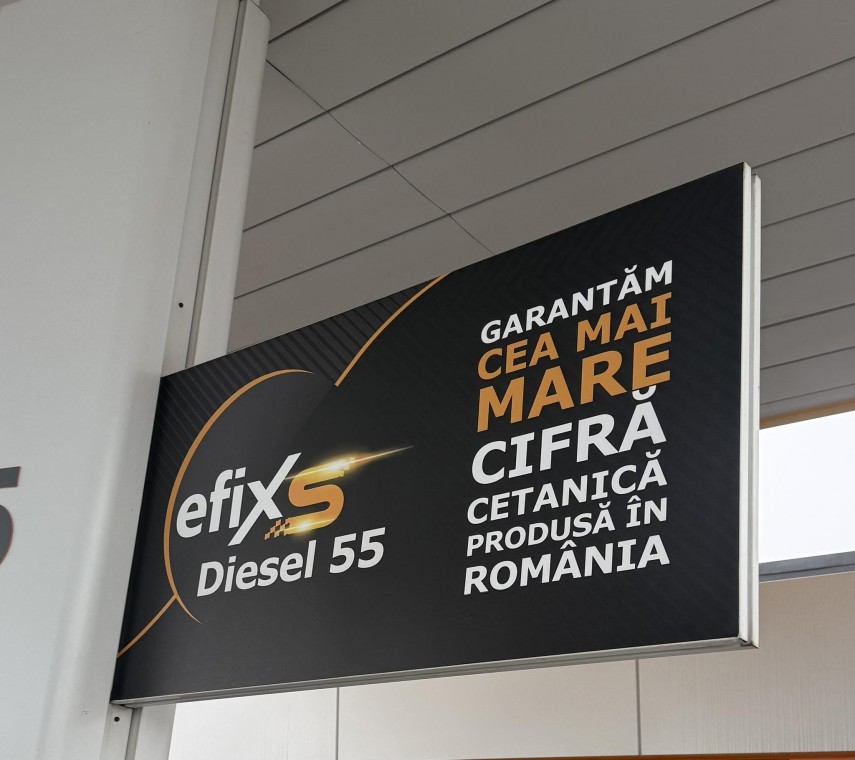 efixs
Diesel 55
GARANTĂM
CEA MAI
MARE
CIFRĂ
CETANICĂ
PRODUSĂ ÎN
ROMÂNIA